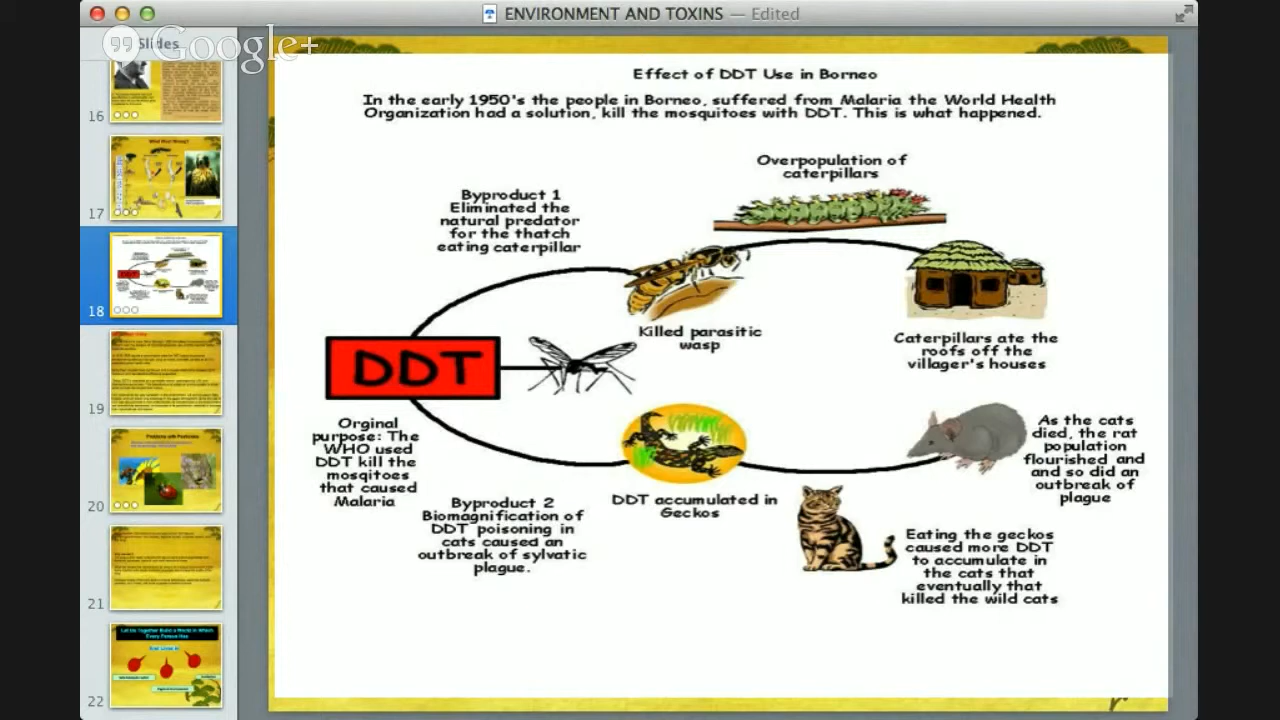 ENVIRONMENT AND TOXINS — Edited
Google+
Slides
16
17
18
19
20
21
22
What Went Wrong?
Problems with Pesticides
Effect of DDT Use in Borneo
In the early 1950's the people in Borneo, suffered from Malaria the World Health
Organization had a solution, kill the mosquitoes with DDT. This is what happened.
Overpopulation of
caterpillars
Byproduct 1
Eliminated the
natural predator
for the thatch
eating caterpillar
Killed parasitic
wasp
Caterpillars ate the
roofs off the
villager's houses
DDT
Orginal
purpose: The
WHO used
DDT kill the
mosqitoes
that caused
Malaria
Byproduct 2
Biomagnification of
DDT poisoning in
cats caused an
outbreak of sylvatic
plague.
DDT accumulated in
Geckos
As the cats
died, the rat
population
flourished and
and so did an
outbreak of
plague
Eating the geckos
caused more DDT
to accumulate in
the cats that
eventually that
killed the wild cats